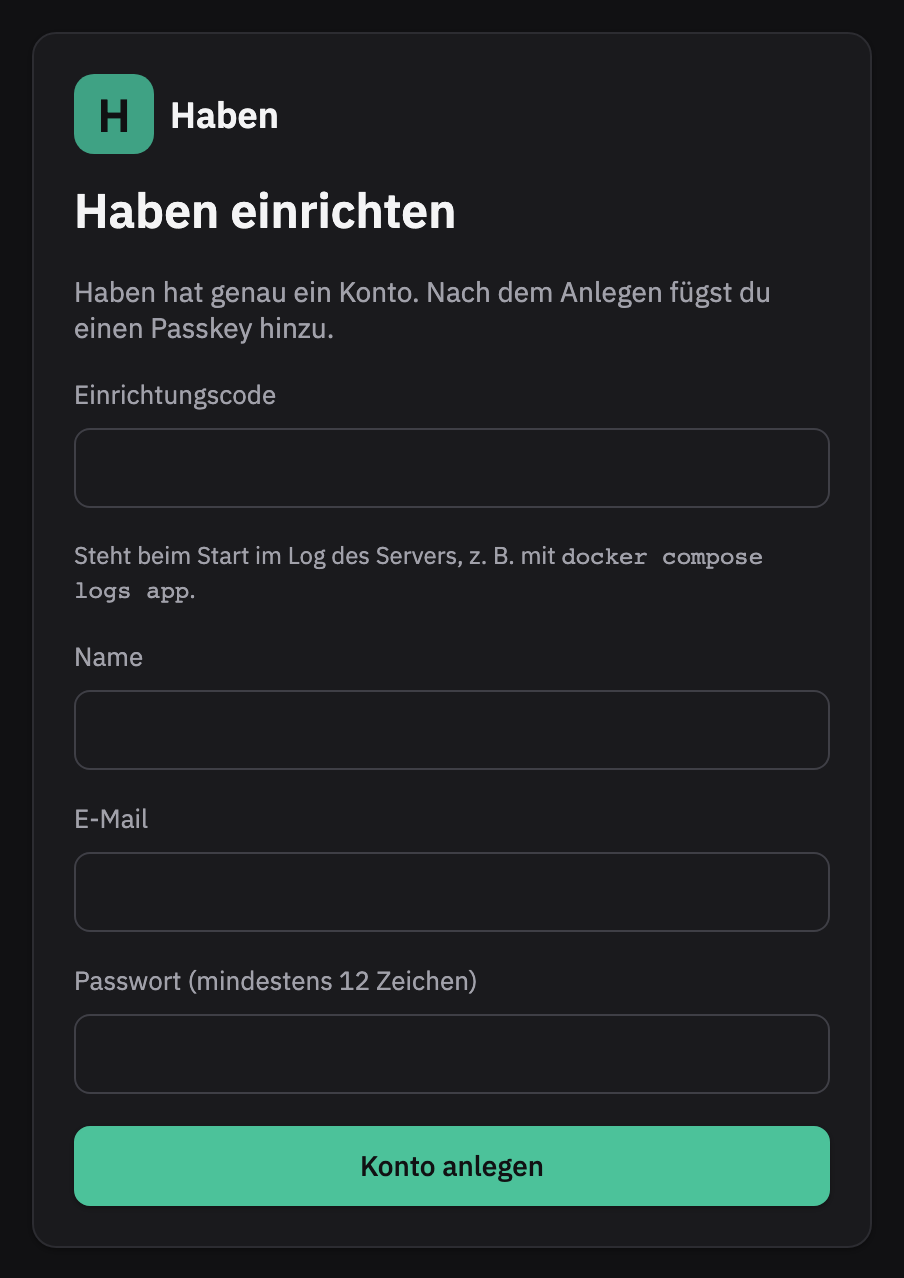 H
Haben
Haben einrichten
Haben hat genau ein Konto. Nach dem Anlegen fügst du
einen Passkey hinzu.
Einrichtungscode
Steht beim Start im Log des Servers, z. B. mit docker compose
logs app.
Name
E-Mail
Passwort (mindestens 12 Zeichen)
Konto anlegen